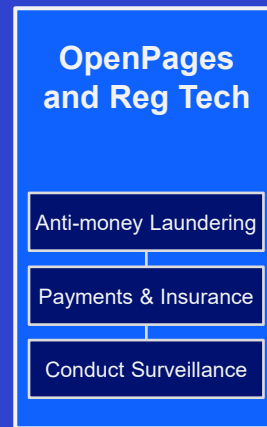 OpenPages
and Reg Tech
Anti-money Laundering
Payments & Insurance
Conduct Surveillance